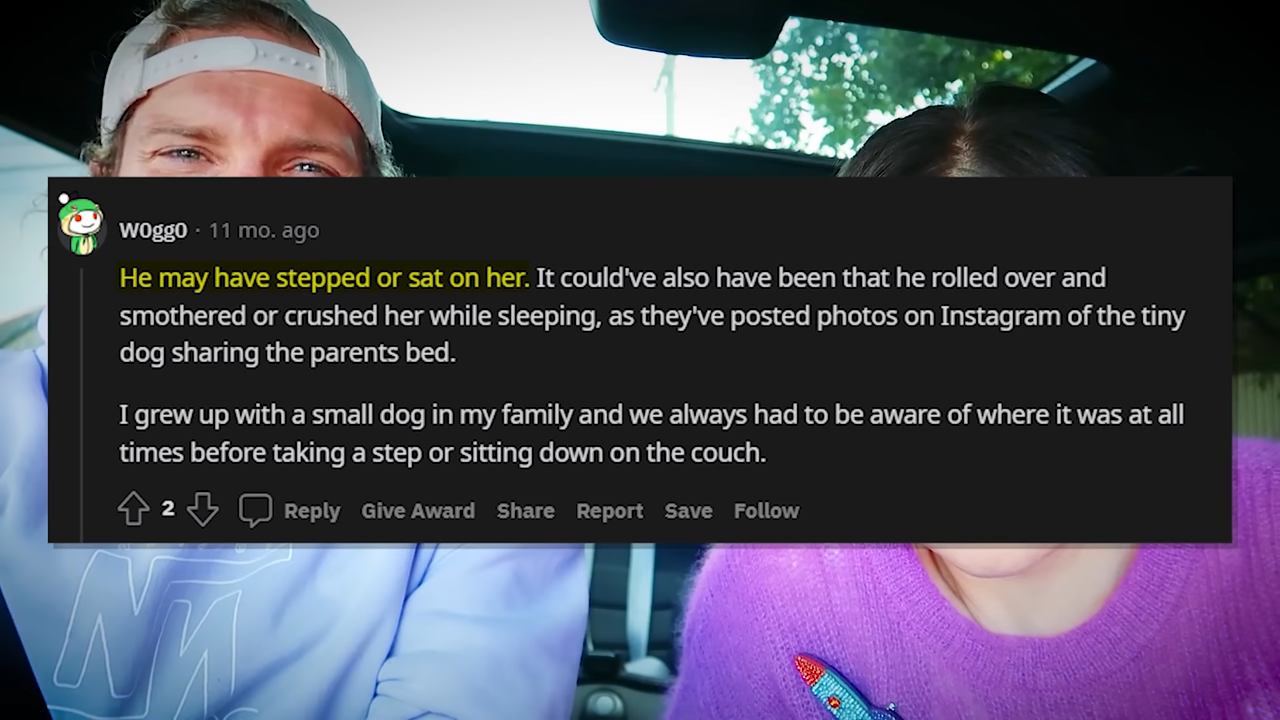 W0gg0 · 11 mo. ago
He may have stepped or sat on her. It could've also have been that he rolled over and
smothered or crushed her while sleeping, as they've posted photos on Instagram of the tiny
dog sharing the parents bed.
I grew up with a small dog in my family and we always had to be aware of where it was at all
times before taking a step or sitting down on the couch.
2 Reply Give Award Share Report Save Follow